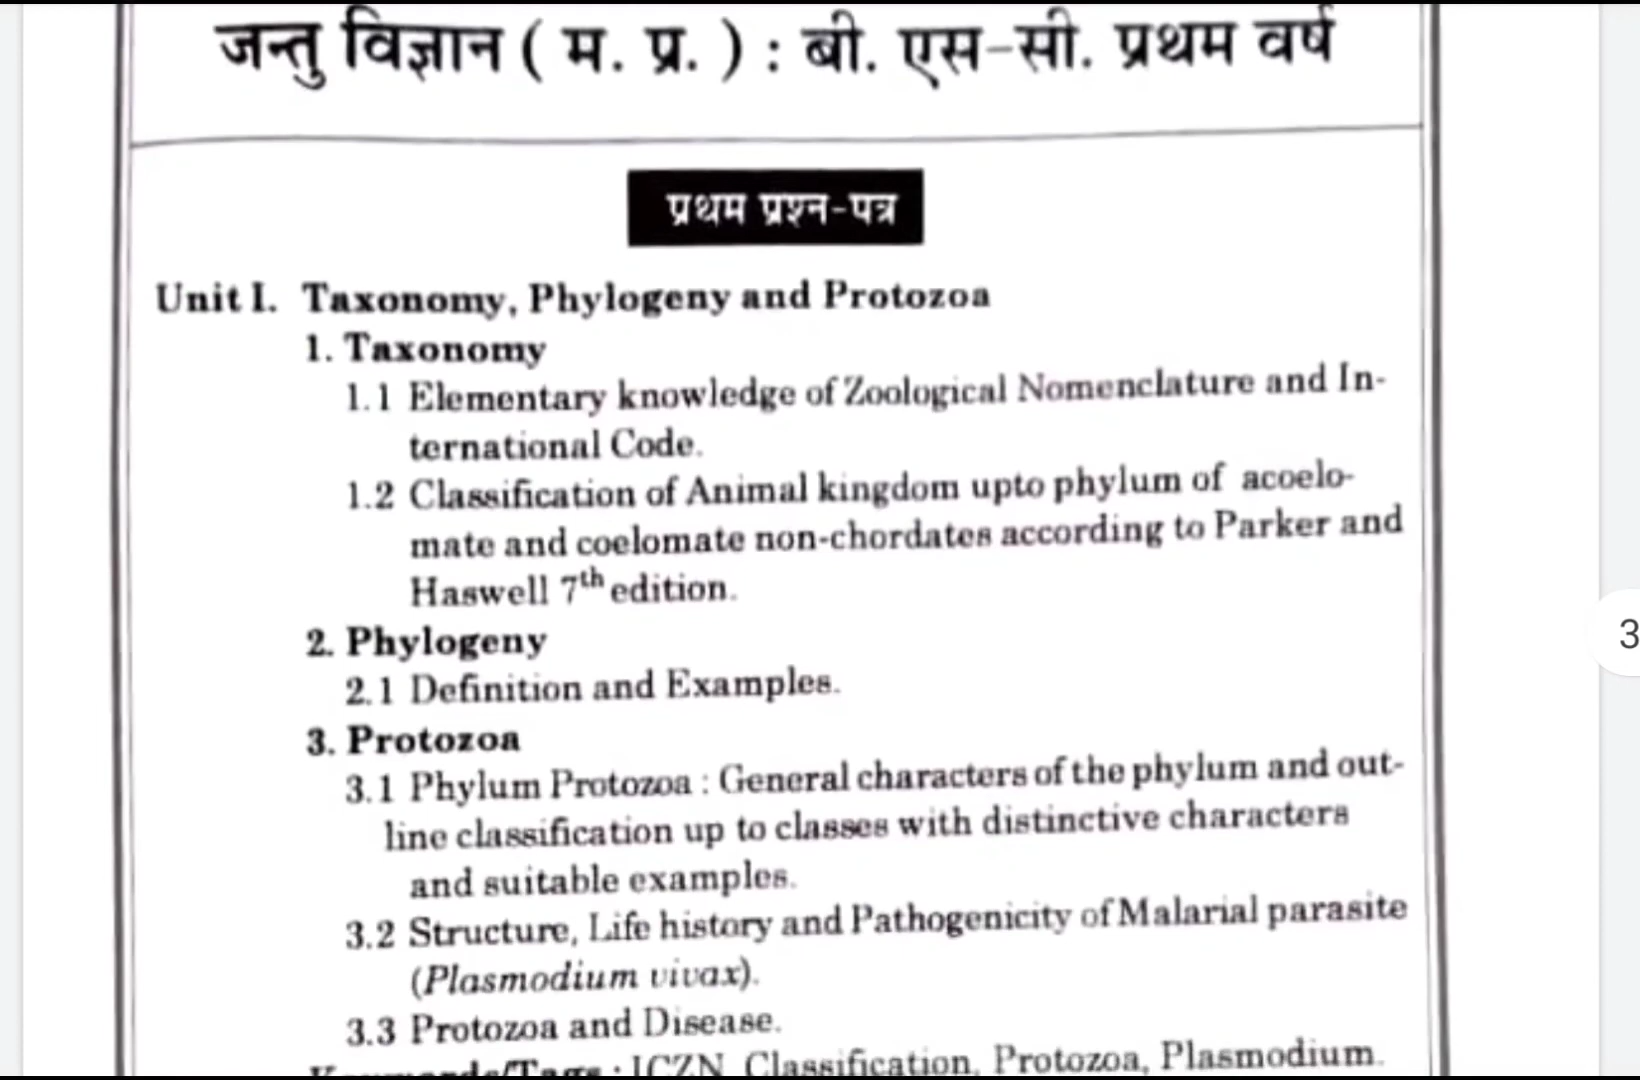 जन्तु विज्ञान ( म. प्र. ) : बी. एस-सी. प्रथम वर्ष
प्रथम प्रश्न-पत्र
Unit I. Taxonomy, Phylogeny and Protozoa
1. Taxonomy
1.1 Elementary knowledge of Zoological Nomenclature and In-
ternational Code.
1.2 Classification of Animal kingdom upto phylum of acoelo-
mate and coelomate non-chordates according to Parker and
Haswell 7th edition.
2. Phylogeny
2.1 Definition and Examples.
3. Protozoa
3.1 Phylum Protozoa : General characters of the phylum and out-
line classification up to classes with distinctive characters
and suitable examples.
3
3.2 Structure, Life history and Pathogenicity of Malarial parasite
(Plasmodium vivax).
3.3 Protozoa and Disease.
Keywords/Tags : ICZN, Classification, Protozoa, Plasmodium.